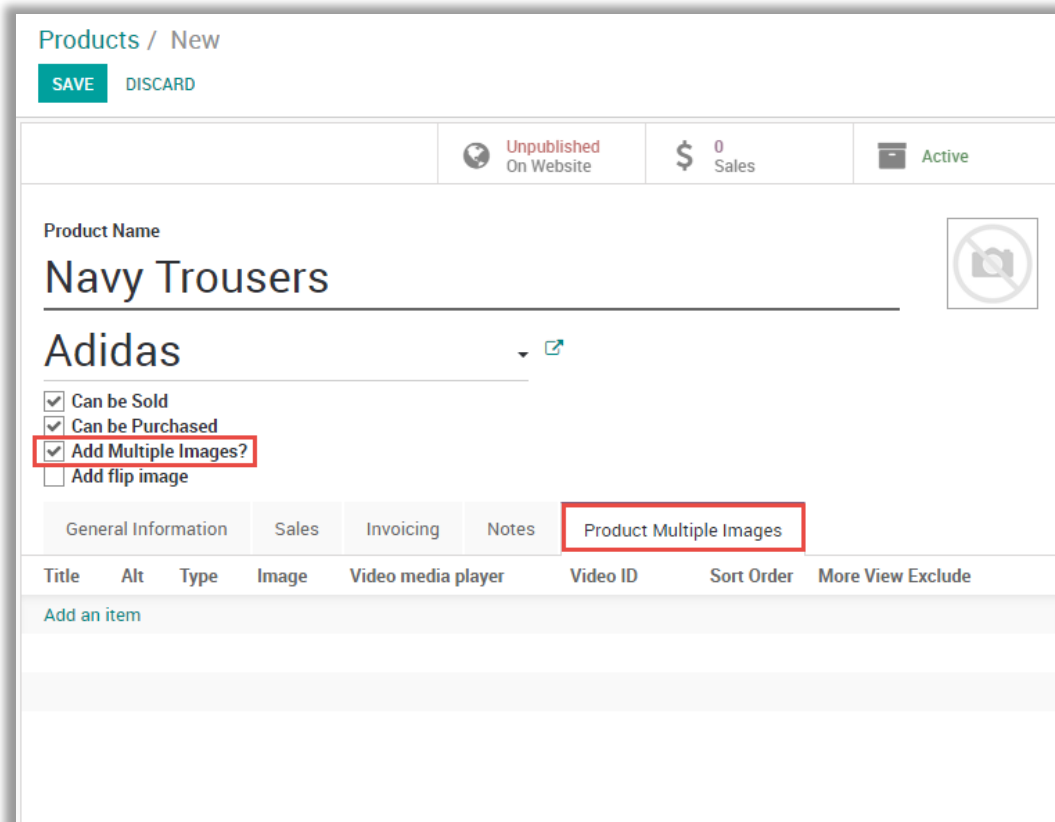 Products / New
SAVE DISCARD
Unpublished
On Website
0
Sales
Active
Product Name
Navy Trousers
Adidas
Can be Sold
Can be Purchased
Add Multiple Images?
Add flip image
General Information Sales Invoicing Notes Product Multiple Images
Title Alt Type Image Video media player Video ID Sort Order More View Exclude
Add an item